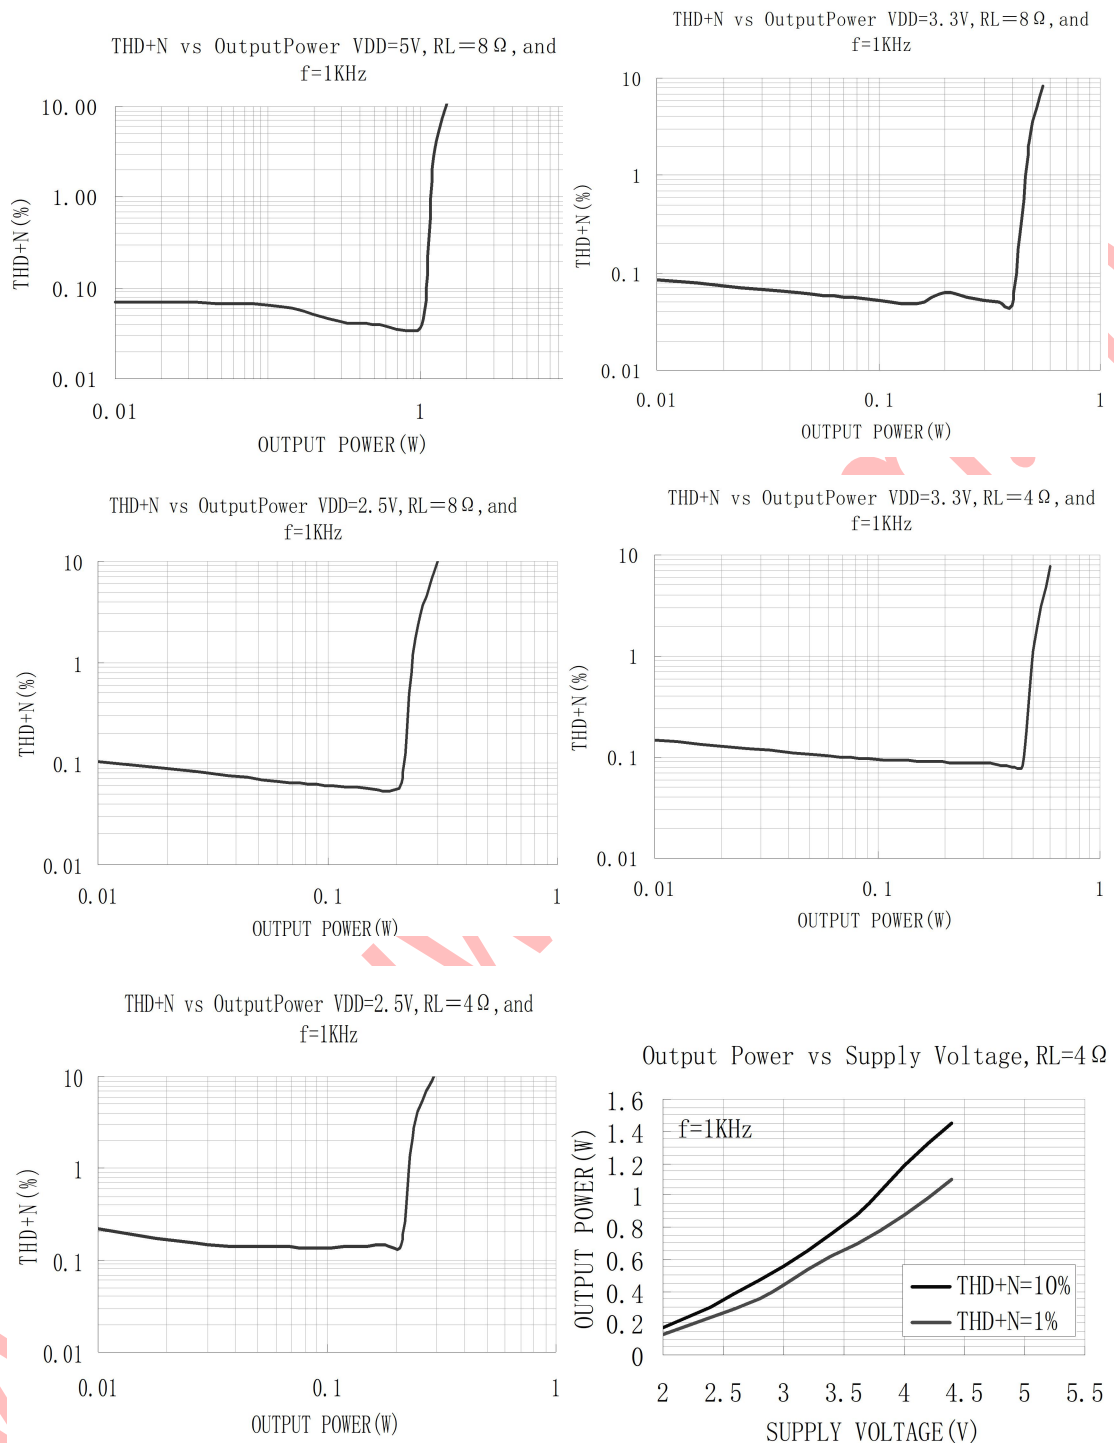 THD+N vs OutputPower VDD=5V,RL=8Ω,and
f=1KHz
10.00
1.00
0.10
0.01
THD+N(%)
0.01
1
OUTPUT POWER(W)
THD+N vs OutputPower VDD=3.3V,RL=8Ω,and
f=1KHz
10
1
0.1
0.01
THD+N(%)
0.01
0.1
1
OUTPUT POWER(W)
THD+N vs OutputPower VDD=2.5V,RL=8Ω,and
f=1KHz
10
1
0.1
0.01
THD+N(%)
0.01
0.1
1
OUTPUT POWER(W)
THD+N vs OutputPower VDD=3.3V,RL=4Ω,and
f=1KHz
10
1
0.1
0.01
THD+N(%)
0.01
0.1
1
OUTPUT POWER(W)
THD+N vs OutputPower VDD=2.5V,RL=4Ω,and
f=1KHz
10
1
0.1
0.01
THD+N(%)
0.01
0.1
1
OUTPUT POWER(W)
Output Power vs Supply Voltage,RL=4Ω
f=1KHz
1.6
1.4
1.2
1
0.8
0.6
0.4
0.2
0
OUTPUT POWER(W)
THD+N=10%
THD+N=1%
2
2.5
3
3.5
4
4.5
5
5.5
SUPPLY VOLTAGE(V)